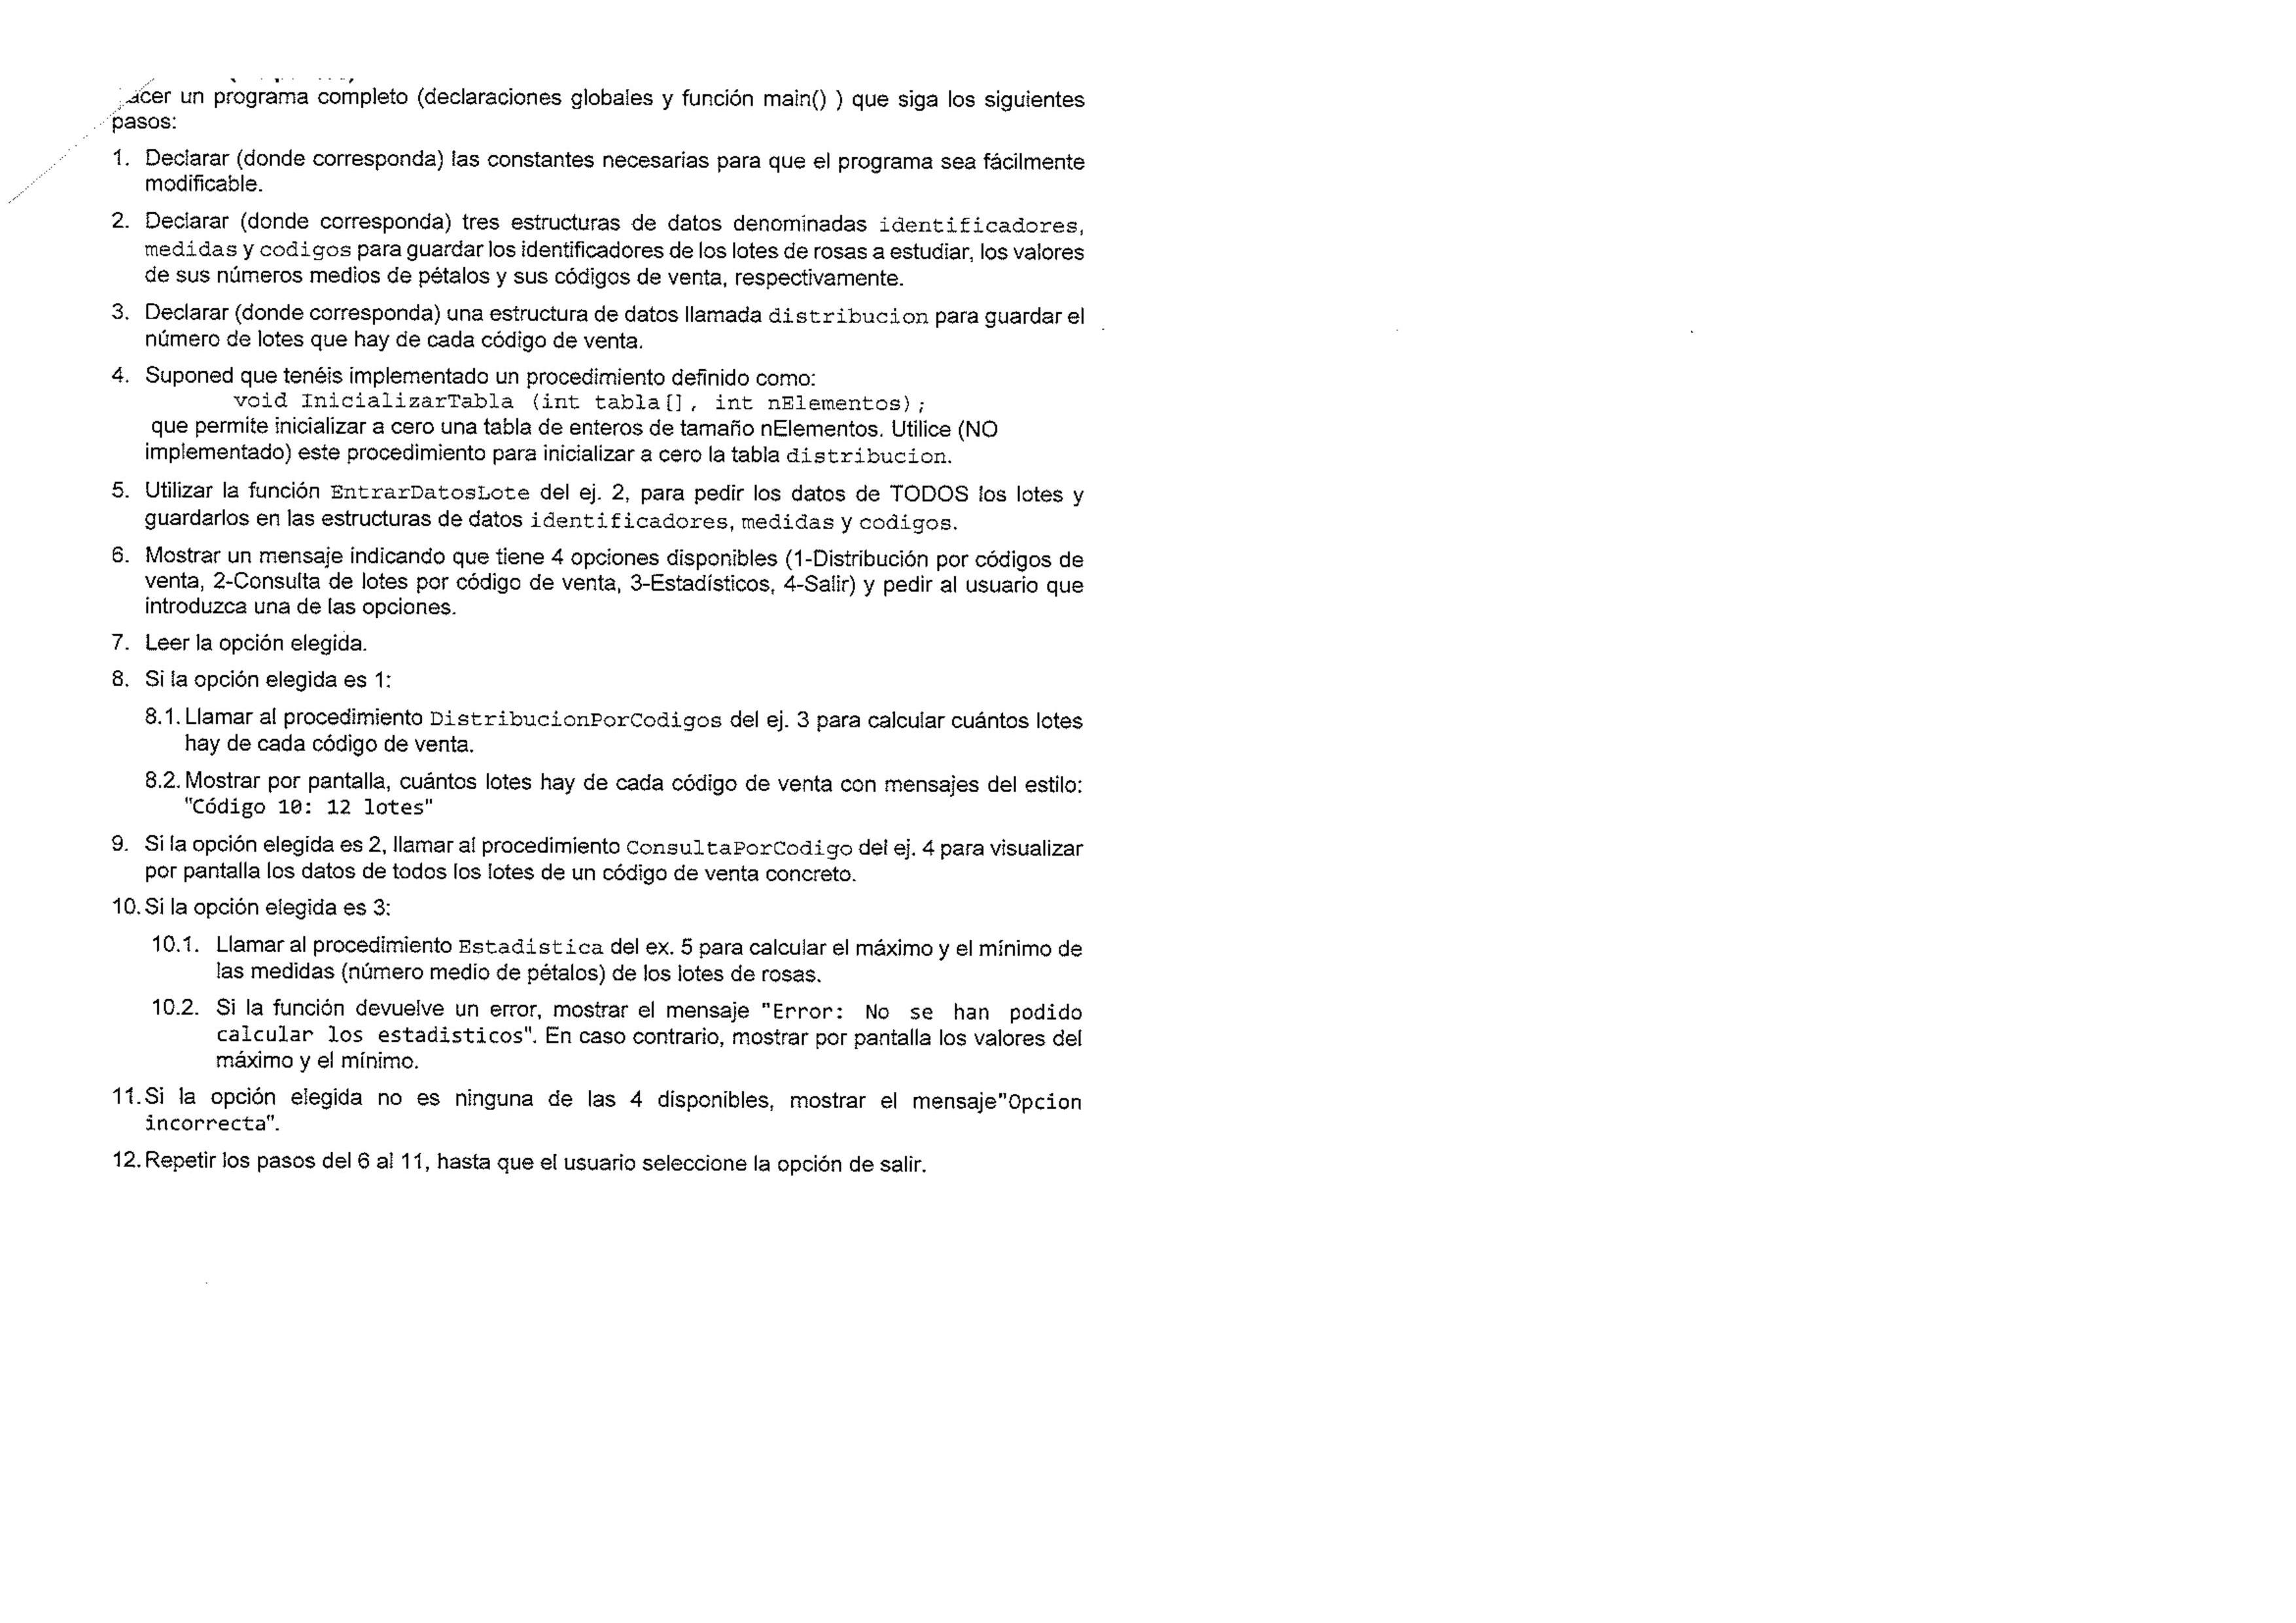 acer un programa completo (declaraciones globales y función main() ) que siga los siguientes
pasos:
1. Declarar (donde corresponda) las constantes necesarias para que el programa sea fácilmente
modificable.
2. Declarar (donde corresponda) tres estructuras de datos denominadas identificadores,
medidas y codigos para guardar los identificadores de los lotes de rosas a estudiar, los valores
de sus números medios de pétalos y sus códigos de venta, respectivamente.
3. Declarar (donde corresponda) una estructura de datos llamada distribucion para guardar el
número de lotes que hay de cada código de venta.
4. Suponed que tenéis implementado un procedimiento definido como:
void InicializarTabla (int tabla[], int nElementos);
que permite inicializar a cero una tabla de enteros de tamaño nElementos. Utilice (NO
implementado) este procedimiento para inicializar a cero la tabla distribucion.
5. Utilizar la función EntrarDatosLote del ej. 2, para pedir los datos de TODOS los lotes y
guardarlos en las estructuras de datos identificadores, medidas y codigos.
6. Mostrar un mensaje indicando que tiene 4 opciones disponibles (1-Distribución por códigos de
venta, 2-Consulta de lotes por código de venta, 3-Estadísticos, 4-Salir) y pedir al usuario que
introduzca una de las opciones.
7. Leer la opción elegida.
8. Si la opción elegida es 1:
8.1. Llamar al procedimiento DistribucionPorCodigos del ej. 3 para calcular cuántos lotes
hay de cada código de venta.
8.2. Mostrar por pantalla, cuántos lotes hay de cada código de venta con mensajes del estilo:
"Código 10: 12 lotes"
9. Si la opción elegida es 2, llamar al procedimiento ConsultaPorCodigo del ej. 4 para visualizar
por pantalla los datos de todos los lotes de un código de venta concreto.
10. Si la opción elegida es 3:
10.1. Llamar al procedimiento Estadistica del ex. 5 para calcular el máximo y el mínimo de
las medidas (número medio de pétalos) de los lotes de rosas.
10.2. Si la función devuelve un error, mostrar el mensaje "Error: No se han podido
calcular los estadisticos". En caso contrario, mostrar por pantalla los valores del
máximo y el mínimo.
11. Si la opción elegida no es ninguna de las 4 disponibles, mostrar el mensaje"Opcion
incorrecta".
12. Repetir los pasos del 6 al 11, hasta que el usuario seleccione la opción de salir.